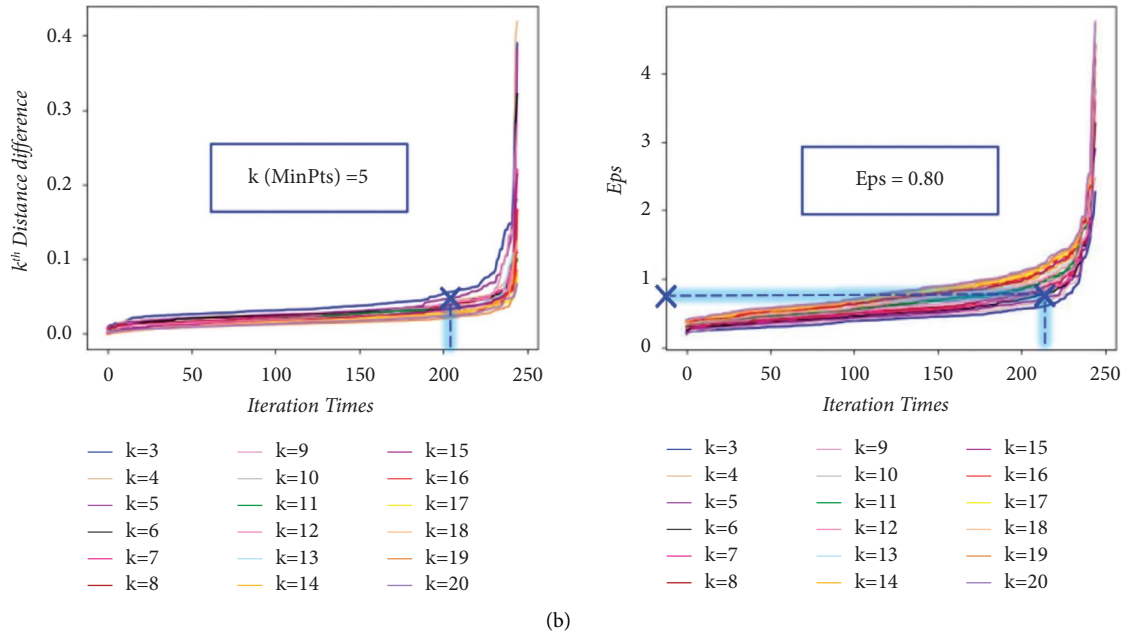 0.4
0.3
0.2
0.1
0.0
kth Distance difference
k (MinPts) =5
0 50 100 150 200 250
Iteration Times
k=3 k=9 k=15
k=4 k=10 k=16
k=5 k=11 k=17
k=6 k=12 k=18
k=7 k=13 k=19
k=8 k=14 k=20
4
3
2
1
0
Eps
Eps = 0.80
0 50 100 150 200 250
Iteration Times
k=3 k=9 k=15
k=4 k=10 k=16
k=5 k=11 k=17
k=6 k=12 k=18
k=7 k=13 k=19
k=8 k=14 k=20
(b)